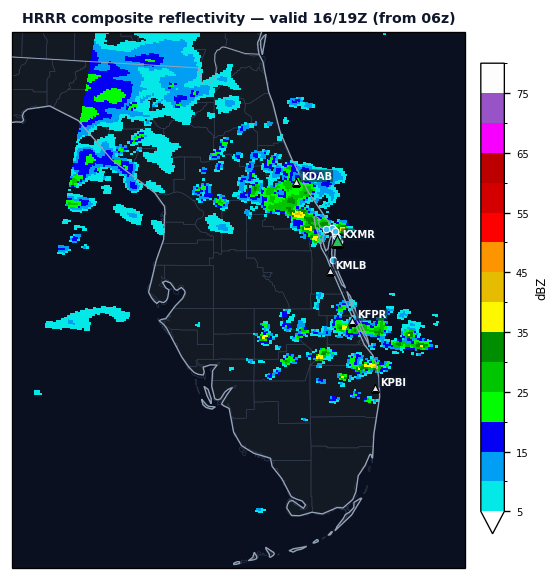 HRRR composite reflectivity — valid 16/19Z (from 06z)
KDAB
KXMR
KMLB
KFPR
KPBI
75
65
55
45
35
25
15
5
dBZ